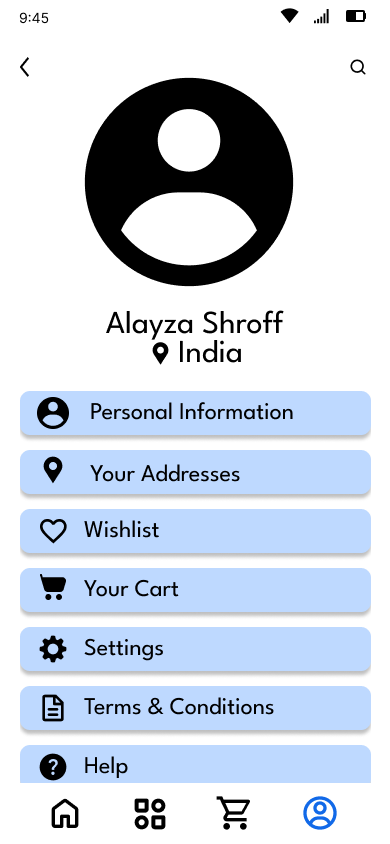 9:45
Alayza Shroff
India
Personal Information
Your Addresses
Wishlist
Your Cart
Settings
Terms & Conditions
Help